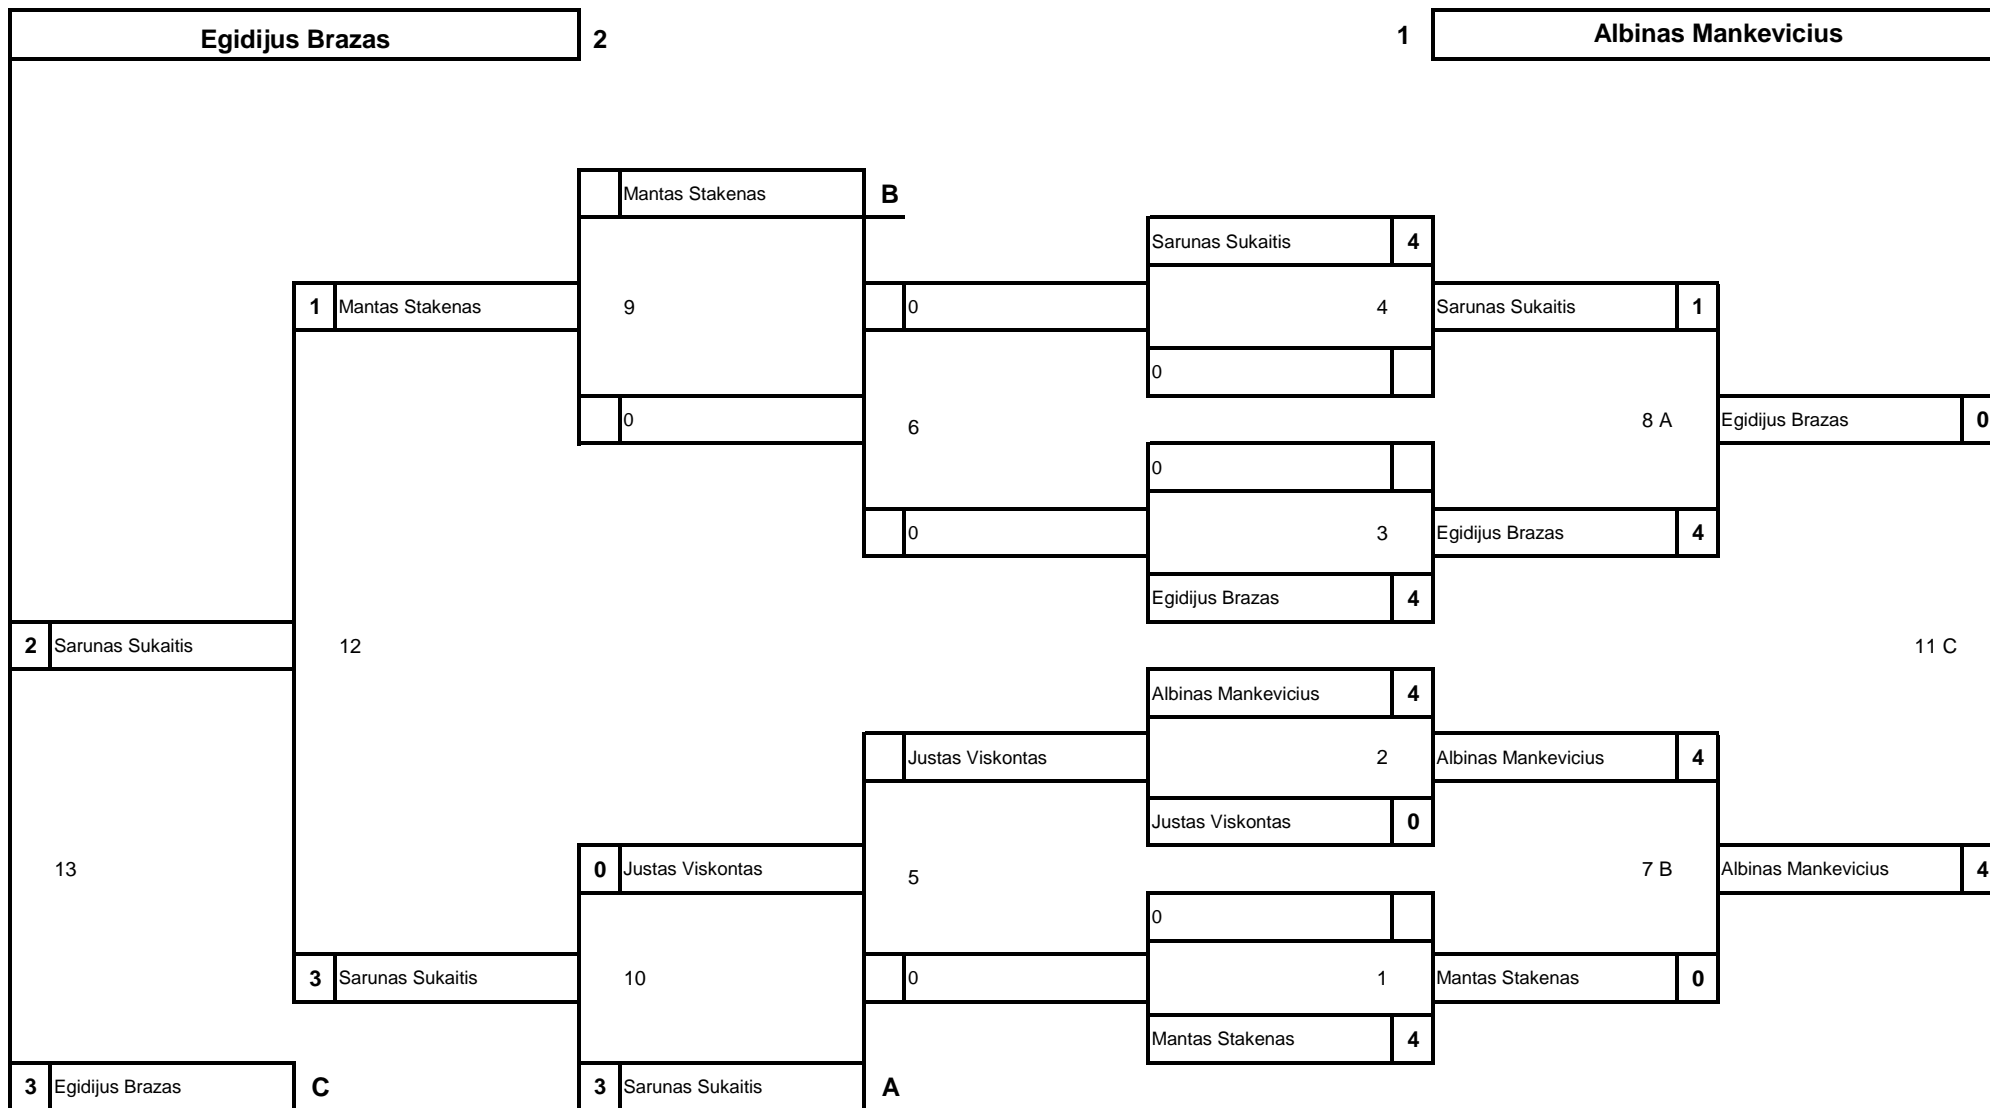 Egidijus Brazas 2 1 Albinas Mankevicius
Mantas Stakenas B
Sarunas Sukaitis 4
1 Mantas Stakenas 9 0 4 Sarunas Sukaitis 1
0
0 6 8 A Egidijus Brazas 0
0
0 3 Egidijus Brazas 4
Egidijus Brazas 4
2 Sarunas Sukaitis 12 11 C
Albinas Mankevicius 4
Justas Viskontas 2 Albinas Mankevicius 4
Justas Viskontas 0
13 0 Justas Viskontas 5 7 B Albinas Mankevicius 4
0
3 Sarunas Sukaitis 10 0 1 Mantas Stakenas 0
Mantas Stakenas 4
3 Egidijus Brazas C 3 Sarunas Sukaitis A